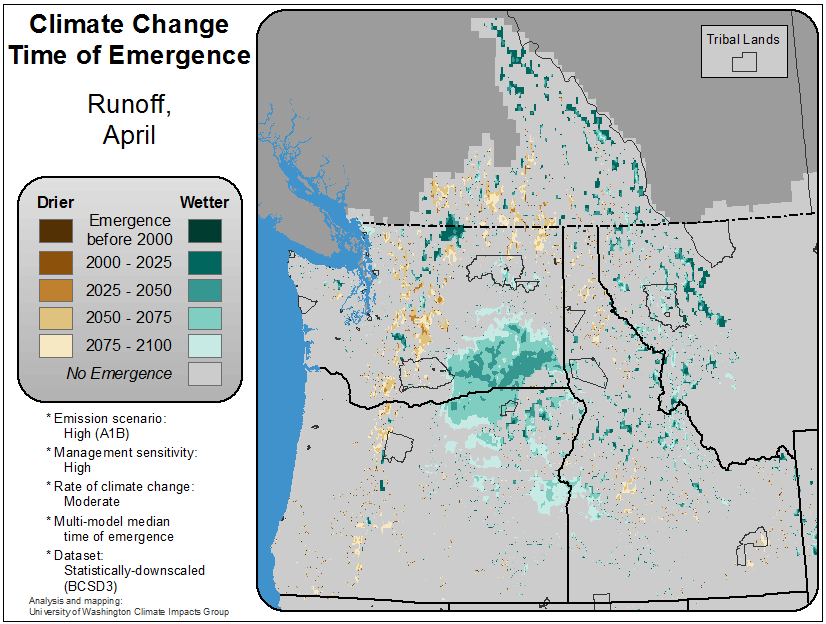 Climate Change
Time of Emergence
Runoff,
April
Tribal Lands
Drier
Wetter
Emergence
before 2000
2000 - 2025
2025 - 2050
2050 - 2075
2075 - 2100
No Emergence
* Emission scenario:
High (A1B)
* Management sensitivity:
High
* Rate of climate change:
Moderate
* Multi-model median
time of emergence
* Dataset:
Statistically-downscaled
(BCSD3)
Analysis and mapping:
University of Washington Climate Impacts Group